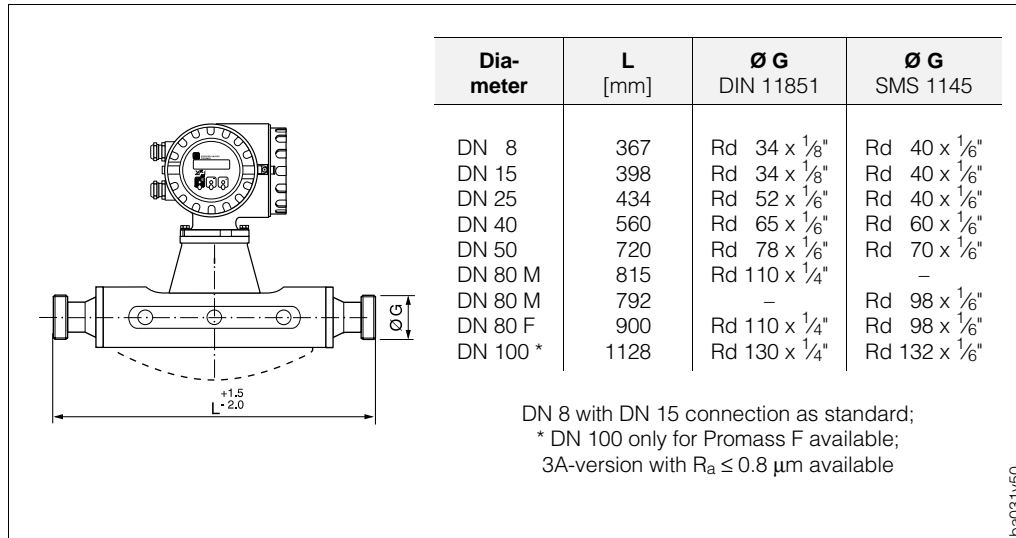 Dia-
meter
L
[mm]
Ø G
DIN 11851
Ø G
SMS 1145
DN 8 367 Rd 34 x 1/8" Rd 40 x 1/6"
DN 15 398 Rd 34 x 1/8" Rd 40 x 1/6"
DN 25 434 Rd 52 x 1/6" Rd 40 x 1/6"
DN 40 560 Rd 65 x 1/6" Rd 60 x 1/6"
DN 50 720 Rd 78 x 1/6" Rd 70 x 1/6"
DN 80 M 815 Rd 110 x 1/4" –
DN 80 M 792 – Rd 98 x 1/6"
DN 80 F 900 Rd 110 x 1/4" Rd 98 x 1/6"
DN 100 * 1128 Rd 130 x 1/4" Rd 132 x 1/6"
Ø G
L +1.5 - 2.0
DN 8 with DN 15 connection as standard;
* DN 100 only for Promass F available;
3A-version with Ra ≤ 0.8 µm available
ba031y50